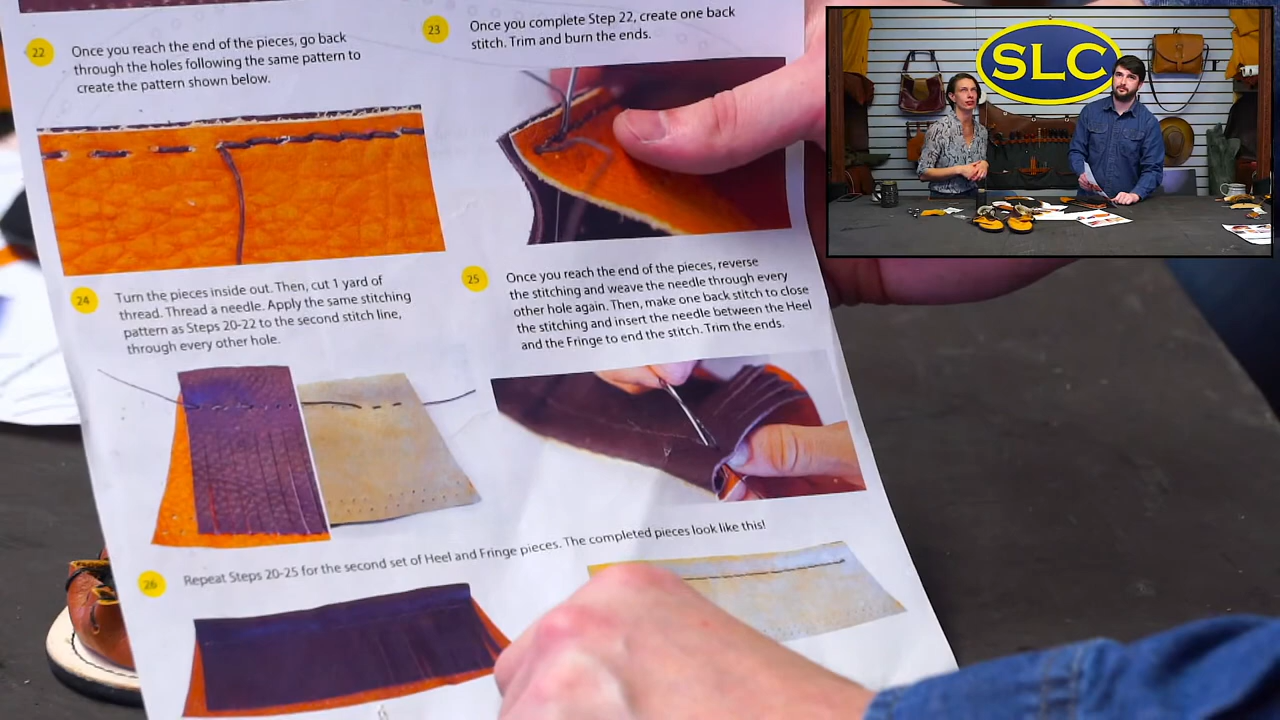 22 Once you reach the end of the pieces, go back
through the holes following the same pattern to
create the pattern shown below.
23 Once you complete Step 22, create one back
stitch. Trim and burn the ends.
24 Turn the pieces inside out. Then, cut 1 yard of
thread. Thread a needle. Apply the same stitching
pattern as Steps 20-22 to the second stitch line,
through every other hole.
25 Once you reach the end of the pieces, reverse
the stitching and weave the needle through every
other hole again. Then, make one back stitch to close
the stitching and insert the needle between the Heel
and the Fringe to end the stitch. Trim the ends.
26 Repeat Steps 20-25 for the second set of Heel and Fringe pieces. The completed pieces look like this!
SLC